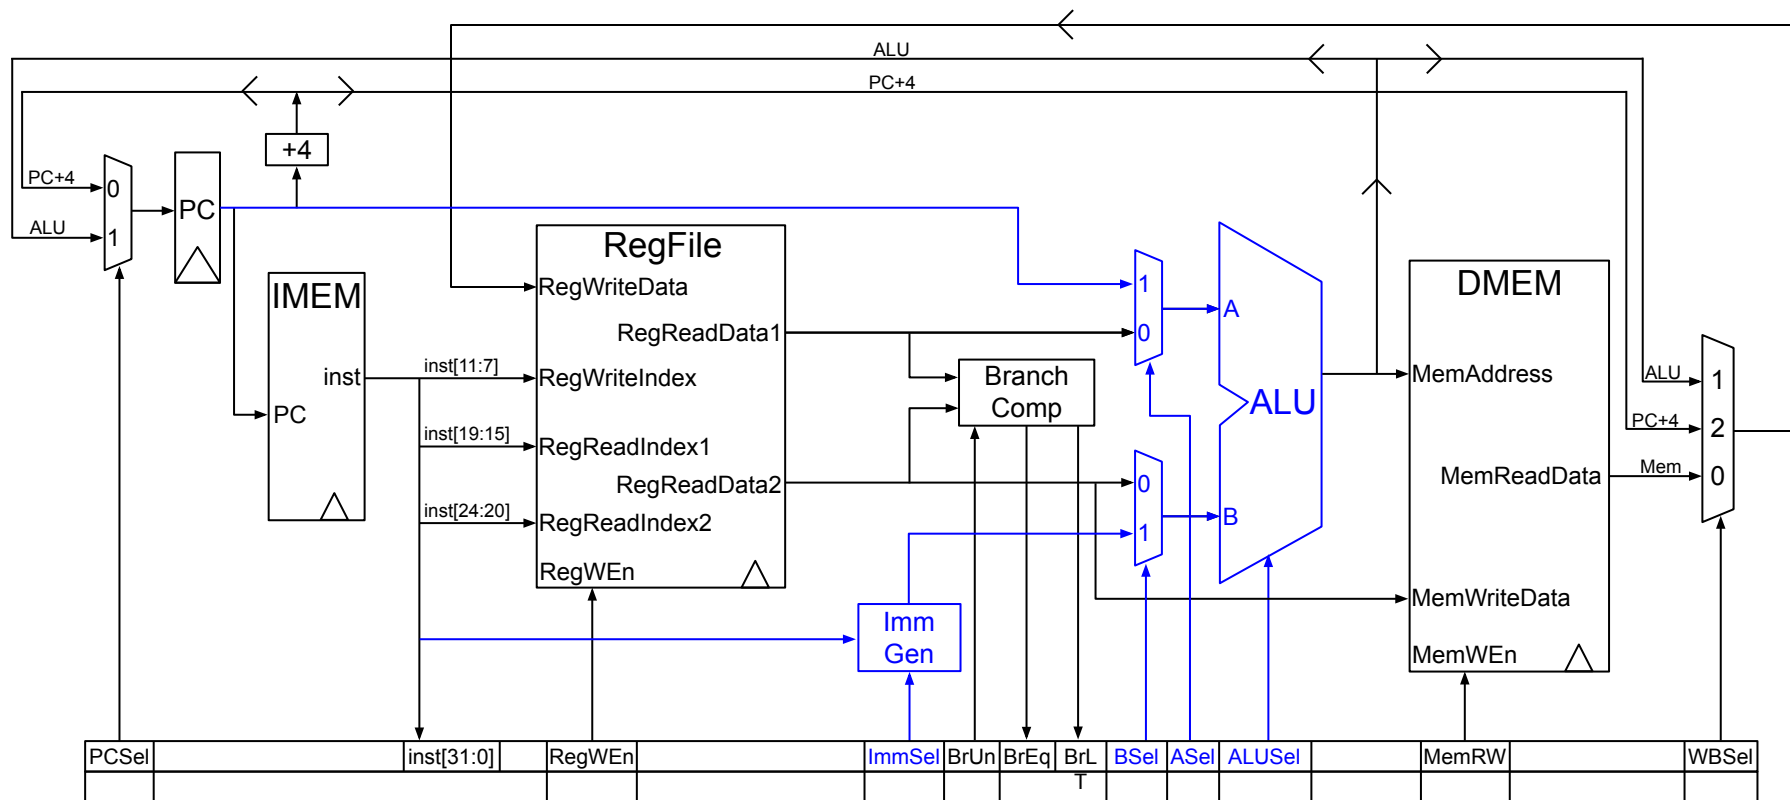 ALU
PC+4
+4
PC+4
0
PC
ALU
1
RegFile
IMEM
RegWriteData
1
DMEM
A
RegReadData1
0
inst
inst[11:7]
RegWriteIndex
Branch
Comp
MemAddress
ALU
1
PC
ALU
PC+4
2
inst[19:15]
RegReadIndex1
RegReadData2
0
MemReadData
Mem
0
inst[24:20]
RegReadIndex2
1
B
RegWEn
MemWriteData
Imm
Gen
MemWEn
PCSel
inst[31:0]
RegWEn
ImmSel
BrUn
BrEq
BrL
T
BSel
ASel
ALUSel
MemRW
WBSel